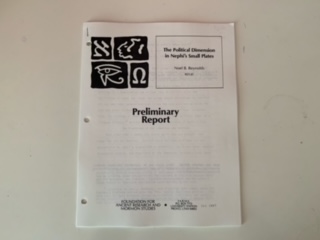 The Political Dimension
in Nephi's Small Plates
Noel B. Reynolds
Preliminary
Report
FOUNDATION FOR
ANCIENT RESEARCH AND
MORMON STUDIES